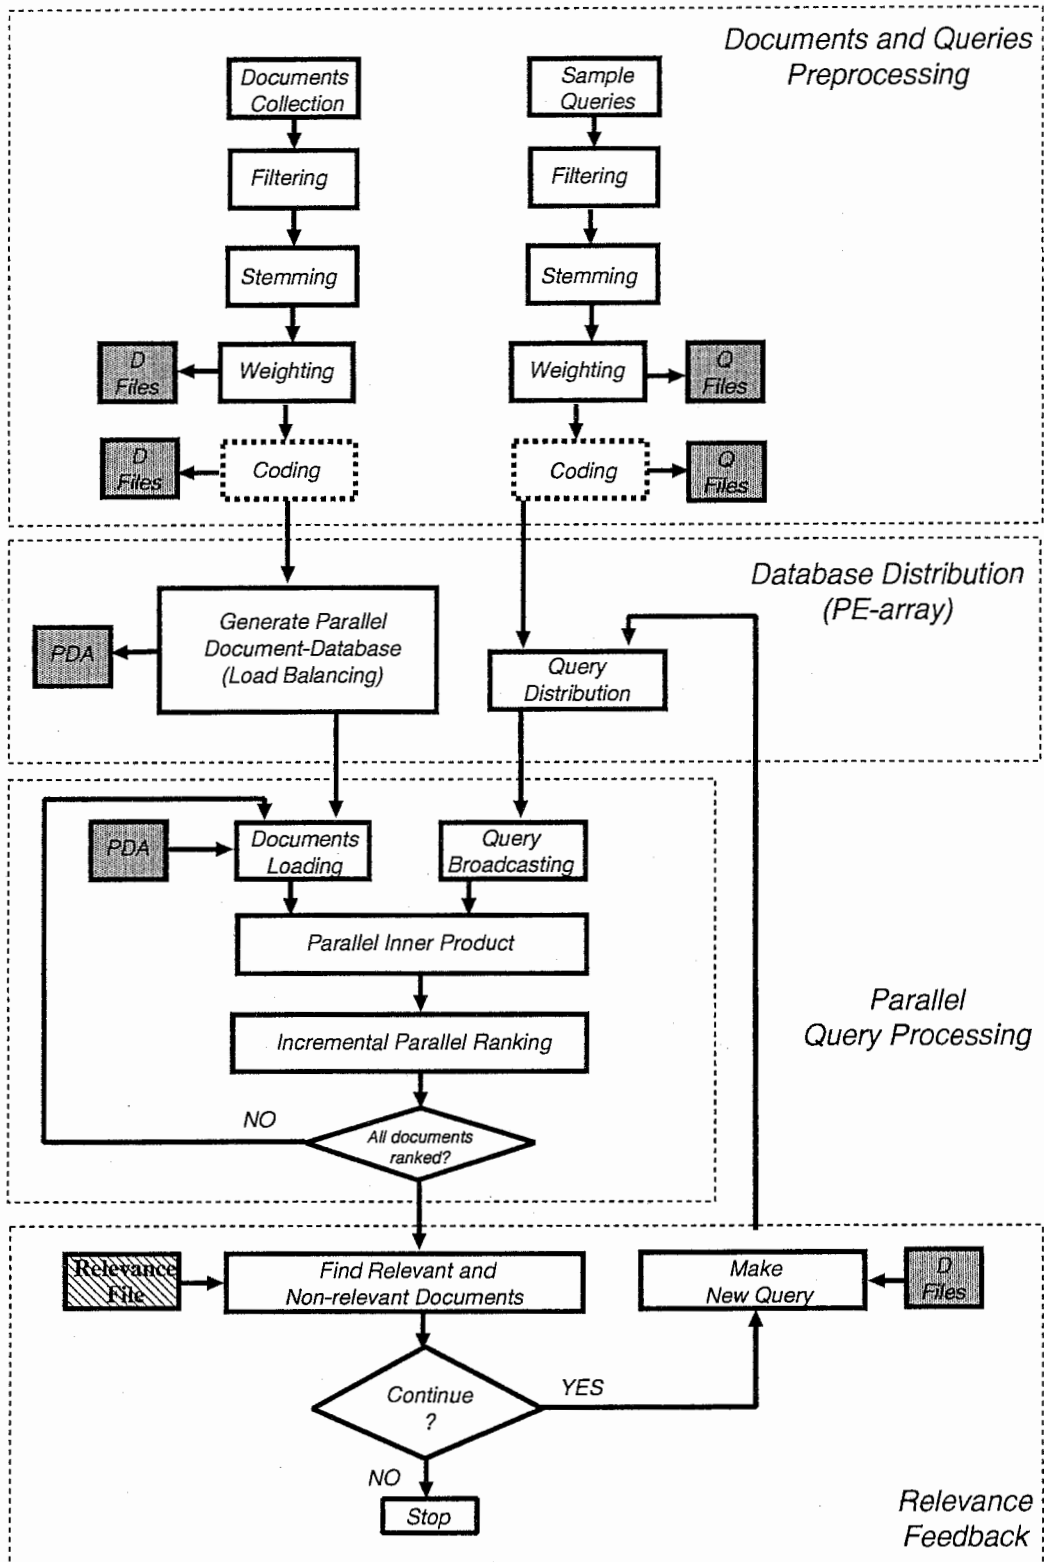 Documents and Queries
Preprocessing
Documents
Collection
Sample
Queries
Filtering
Filtering
Stemming
Stemming
D
Files
Weighting
Weighting
Q
Files
D
Files
Coding
Coding
Q
Files
Database Distribution
(PE-array)
Generate Parallel
Document-Database
(Load Balancing)
PDA
Query
Distribution
PDA
Documents
Loading
Query
Broadcasting
Parallel Inner Product
Parallel
Query Processing
Incremental Parallel Ranking
NO
All documents
ranked?
Relevance
File
Find Relevant and
Non-relevant Documents
Make
New Query
D
Files
Continue
?
YES
NO
Stop
Relevance
Feedback